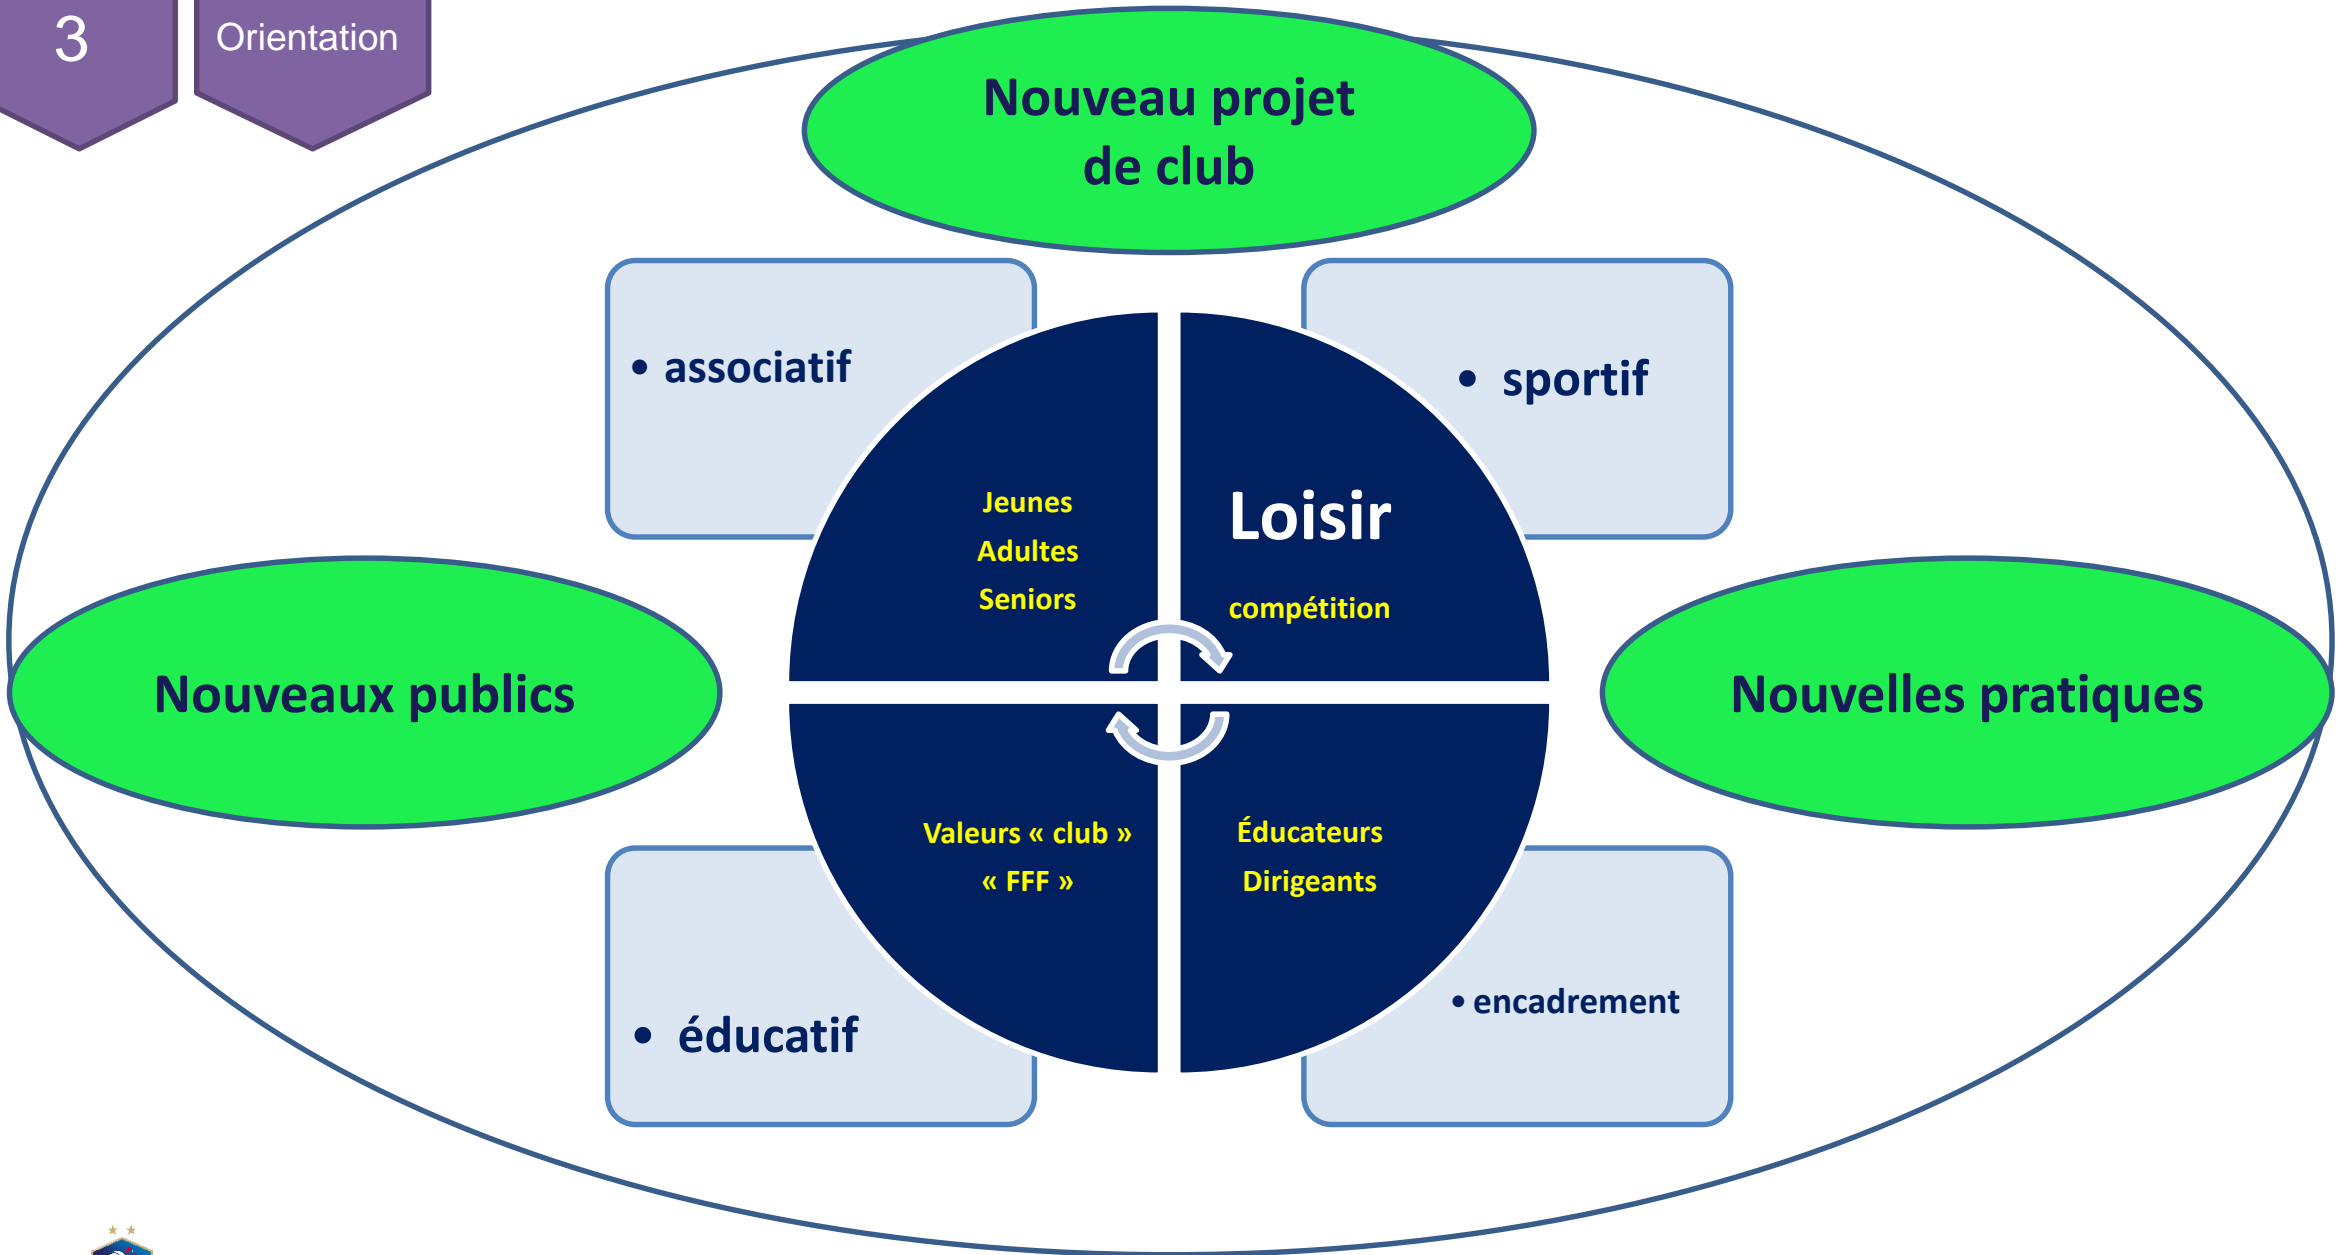 3
Orientation
Nouveau projet
de club
• associatif
• sportif
Jeunes
Adultes
Seniors
Loisir
compétition
Nouveaux publics
Nouvelles pratiques
Valeurs « club »
« FFF »
Éducateurs
Dirigeants
• éducatif
• encadrement